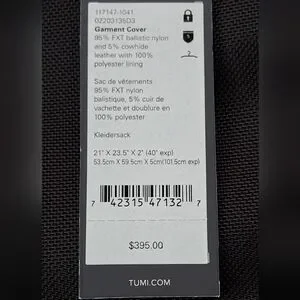 117147-1041
02203135D3
Garment Cover
95% FXT ballistic nylon
and 5% cowhide
leather with 100%
polyester lining
Sac de vêtements
95% FXT nylon
balistique, 5% cuir de
vachette et doublure en
100% polyester
Kleidersack
21" X 23.5" X 2" (40" exp)
53.5cm X 59.5cm X 5cm(101.5cm exp)
7 42315 47132 7
$395.00
TUMI.COM
2